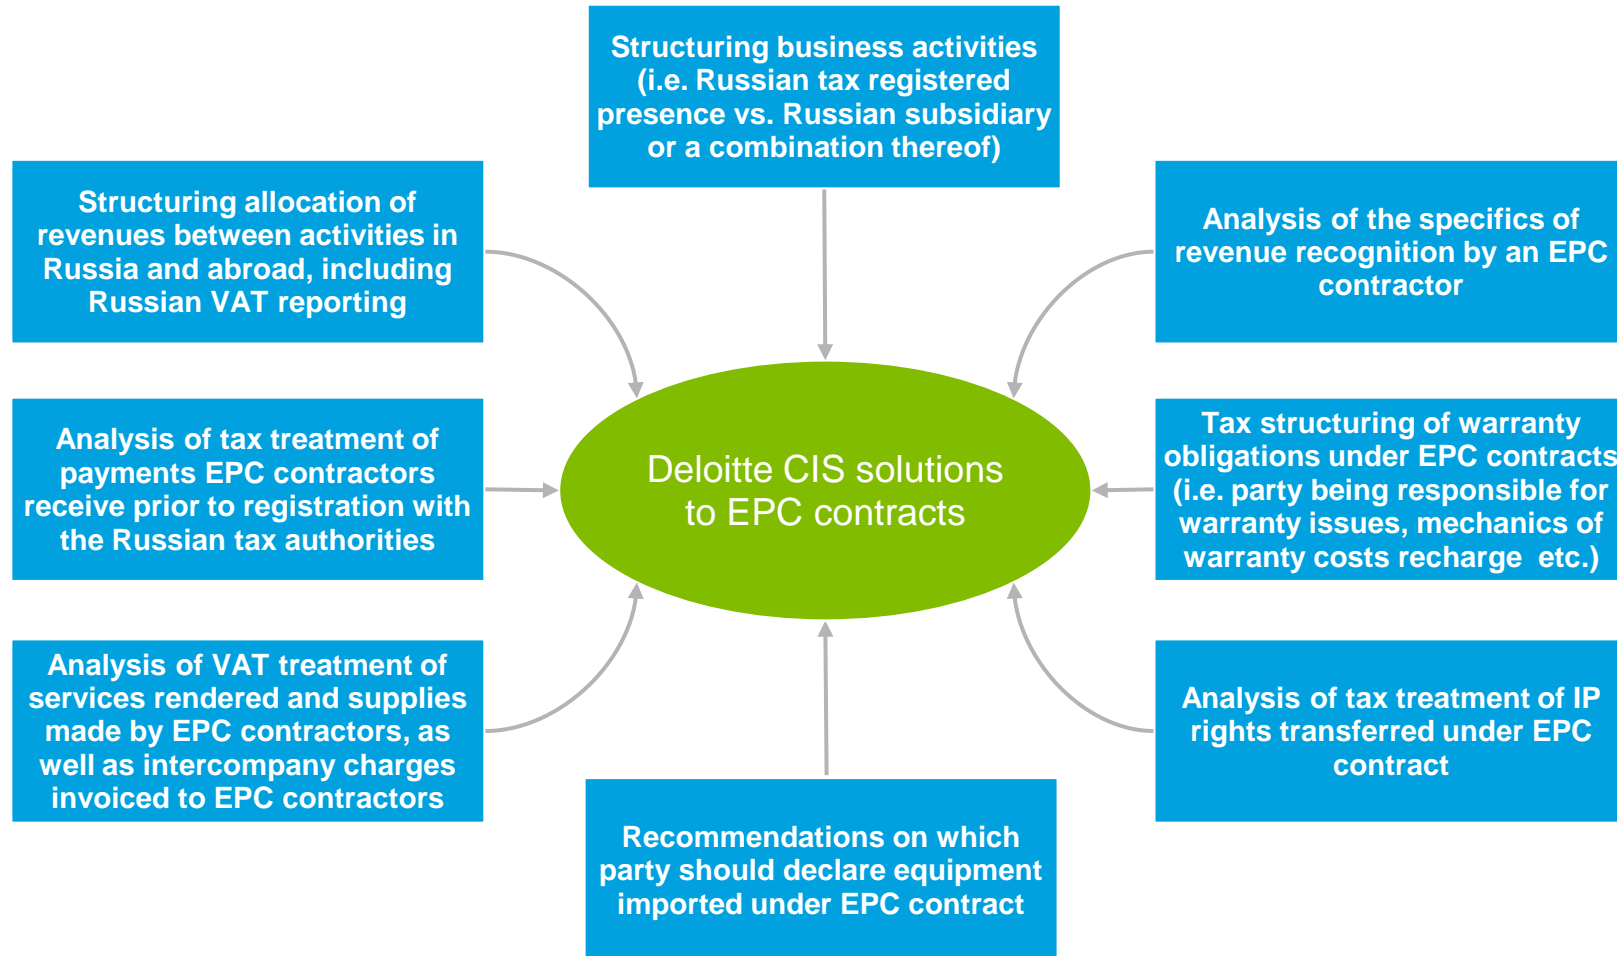 Structuring business activities
(i.e. Russian tax registered
presence vs. Russian subsidiary
or a combination thereof)
Structuring allocation of
revenues between activities in
Russia and abroad, including
Russian VAT reporting
Analysis of the specifics of
revenue recognition by an EPC
contractor
Analysis of tax treatment of
payments EPC contractors
receive prior to registration with
the Russian tax authorities
Deloitte CIS solutions
to EPC contracts
Tax structuring of warranty
obligations under EPC contracts
(i.e. party being responsible for
warranty issues, mechanics of
warranty costs recharge  etc.)
Analysis of VAT treatment of
services rendered and supplies
made by EPC contractors, as
well as intercompany charges
invoiced to EPC contractors
Analysis of tax treatment of IP
rights transferred under EPC
contract
Recommendations on which
party should declare equipment
imported under EPC contract